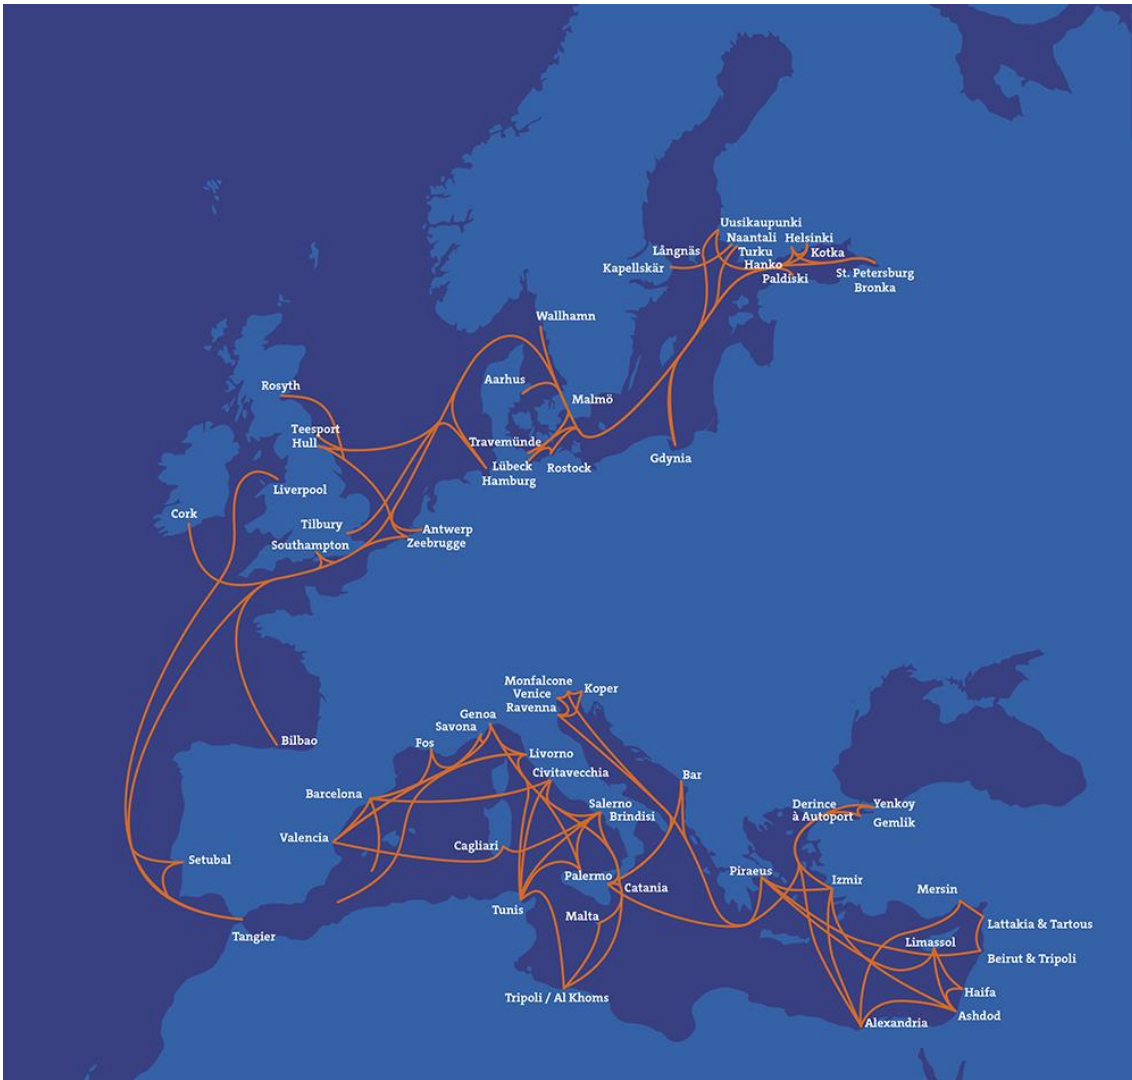 Uusikaupunki
Naantali
Helsinki
Långnäs
Turku
Kotka
Hanko
Kapellskär
Paldiski
St. Petersburg
Bronka
Wallhamn
Aarhus
Rosyth
Malmö
Teesport
Hull
Travemünde
Gdynia
Lübeck
Rostock
Hamburg
Liverpool
Cork
Tilbury
Antwerp
Southampton
Zeebrugge
Monfalcone
Koper
Venice
Ravenna
Genoa
Savona
Bilbao
Fos
Livorno
Civitavecchia
Bar
Barcelona
Salerno
Brindisi
Derince
à Autoport
Yenkoy
Gemlik
Valencia
Cagliari
Setubal
Piraeus
Palermo
Izmir
Catania
Mersin
Tunis
Malta
Lattakia & Tartous
Tangier
Limassol
Beirut & Tripoli
Haifa
Tripoli / Al Khoms
Ashdod
Alexandria